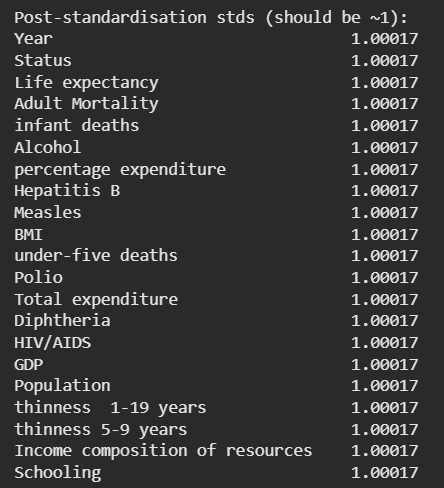 Post-standardisation stds (should be ~1):
Year 1.00017
Status 1.00017
Life expectancy 1.00017
Adult Mortality 1.00017
infant deaths 1.00017
Alcohol 1.00017
percentage expenditure 1.00017
Hepatitis B 1.00017
Measles 1.00017
BMI 1.00017
under-five deaths 1.00017
Polio 1.00017
Total expenditure 1.00017
Diphtheria 1.00017
HIV/AIDS 1.00017
GDP 1.00017
Population 1.00017
thinness  1-19 years 1.00017
thinness 5-9 years 1.00017
Income composition of resources 1.00017
Schooling 1.00017